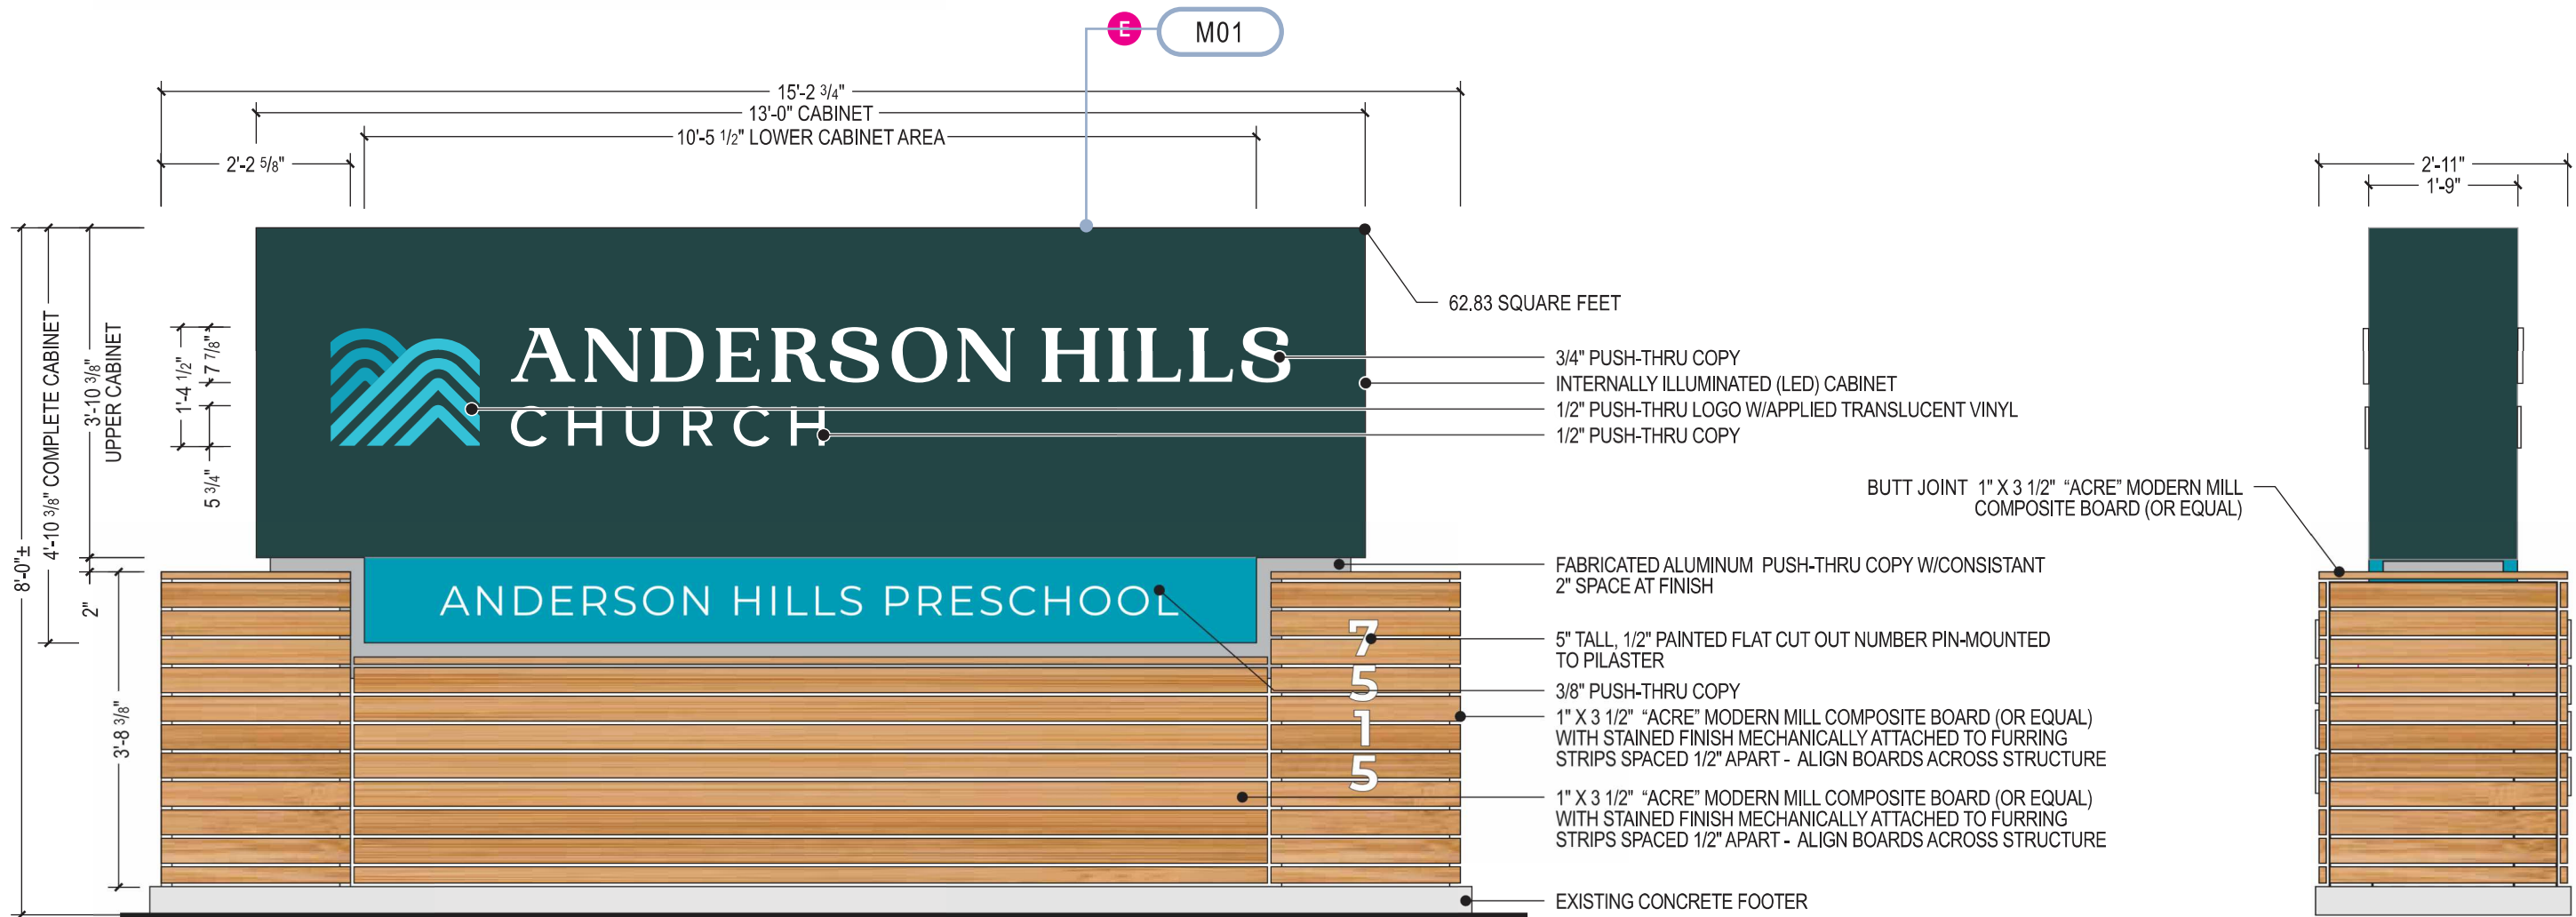 E
M01
15'-2 3/4"
13'-0" CABINET
10'-5 1/2" LOWER CABINET AREA
2'-2 5/8"
2'-11"
1'-9"
8'-0"±
4'-10 3/8" COMPLETE CABINET
3'-10 3/8"
UPPER CABINET
1'-4 1/2"
7 7/8"
5 3/4"
2"
3'-8 3/8"
ANDERSON HILLS
CHURCH
ANDERSON HILLS PRESCHOOL
7
5
1
5
62.83 SQUARE FEET
3/4" PUSH-THRU COPY
INTERNALLY ILLUMINATED (LED) CABINET
1/2" PUSH-THRU LOGO W/APPLIED TRANSLUCENT VINYL
1/2" PUSH-THRU COPY
BUTT JOINT 1" X 3 1/2" “ACRE” MODERN MILL
COMPOSITE BOARD (OR EQUAL)
FABRICATED ALUMINUM PUSH-THRU COPY W/CONSISTANT
2" SPACE AT FINISH
5" TALL, 1/2" PAINTED FLAT CUT OUT NUMBER PIN-MOUNTED
TO PILASTER
3/8" PUSH-THRU COPY
1" X 3 1/2" “ACRE” MODERN MILL COMPOSITE BOARD (OR EQUAL)
WITH STAINED FINISH MECHANICALLY ATTACHED TO FURRING
STRIPS SPACED 1/2" APART - ALIGN BOARDS ACROSS STRUCTURE
1" X 3 1/2" “ACRE” MODERN MILL COMPOSITE BOARD (OR EQUAL)
WITH STAINED FINISH MECHANICALLY ATTACHED TO FURRING
STRIPS SPACED 1/2" APART - ALIGN BOARDS ACROSS STRUCTURE
EXISTING CONCRETE FOOTER